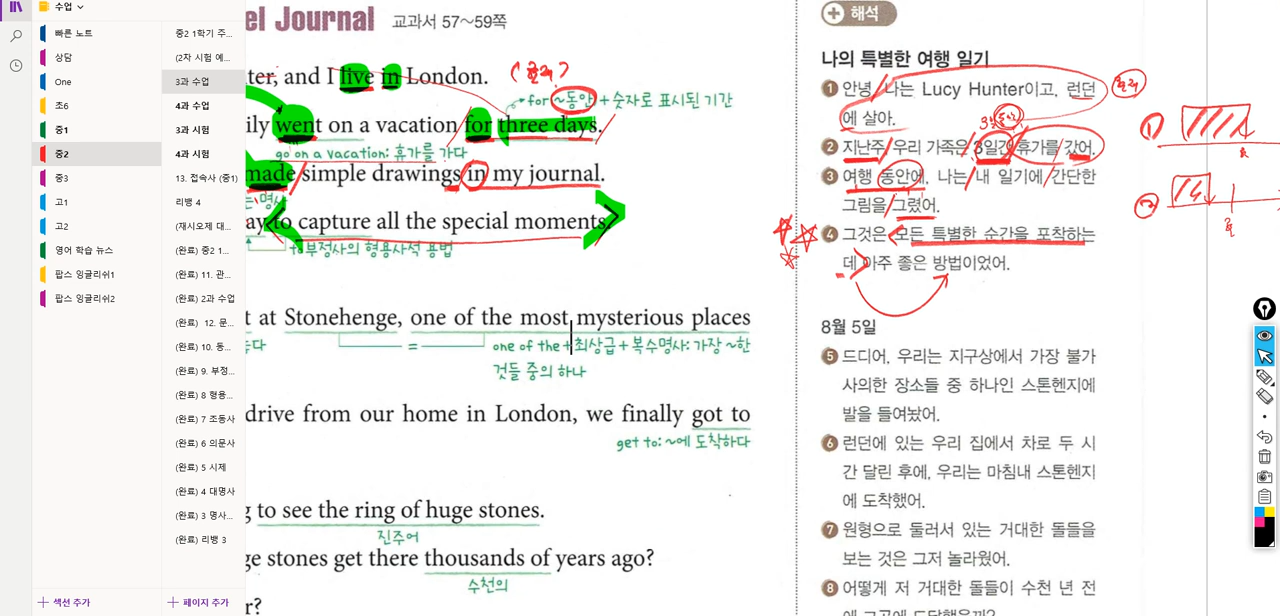 수업
빠른 노트
상담
One
초6
중1
중2
중3
고1
고2
영어 학습 뉴스
팝스 잉글리쉬1
팝스 잉글리쉬2
섹션 추가
중2 1학기 주...
(2차 시험 예...
3과 수업
4과 수업
3과 시험
4과 시험
13. 접속사 (중1)
리뱅 4
(재시오제 대...
(완료) 중2 1...
(완료) 11. 관...
(완료) 2과 수업
(완료) 12. 문...
(완료) 10. 동...
(완료) 9. 부정...
(완료) 8 형용...
(완료) 7 조동사
(완료) 6 의문사
(완료) 5 시제
(완료) 4 대명사
(완료) 3 명사...
(완료) 리뱅 3
페이지 추가
el Journal 교과서 57~59쪽
ter, and I live in London.
for ~동안 + 숫자로 표시된 기간
ily went on a vacation for three days.
go on a vacation: 휴가를 가다
made simple drawings in my journal.
ay to capture all the special moments.
to부정사의 형용사적 용법
t at Stonehenge, one of the most mysterious places
= one of the + 최상급 + 복수명사: 가장 ~한
것들 중의 하나
drive from our home in London, we finally got to
get to: ~에 도착하다
g to see the ring of huge stones.
진주어
ge stones get there thousands of years ago?
수천의
r?
해석
나의 특별한 여행 일기
1 안녕, 나는 Lucy Hunter이고, 런던
에 살아.
2 지난주, 우리 가족은 3일간 휴가를 갔어.
3 여행 동안에, 나는 내 일기에 간단한
그림을 그렸어.
4 그것은 모든 특별한 순간을 포착하는
데 아주 좋은 방법이었어.
8월 5일
5 드디어, 우리는 지구상에서 가장 불가
사의한 장소들 중 하나인 스톤헨지에
발을 들여놨어.
6 런던에 있는 우리 집에서 차로 두 시
간 달린 후에, 우리는 마침내 스톤헨지
에 도착했어.
7 원형으로 둘러서 있는 거대한 돌들을
보는 것은 그저 놀라웠어.
8 어떻게 저 거대한 돌들이 수천 년 전